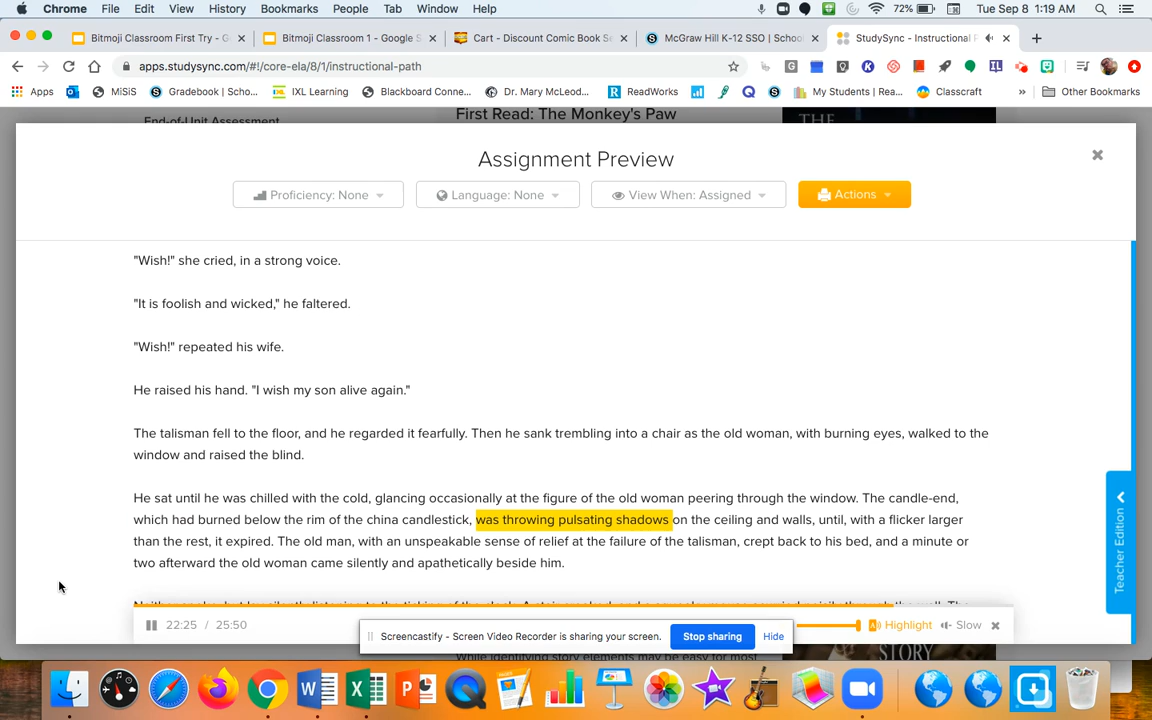 Chrome File Edit View History Bookmarks People Tab Window Help 72% Tue Sep 8 1:19 AM
Bitmoji Classroom First Try - G Bitmoji Classroom 1 - Google S Cart - Discount Comic Book Se McGraw Hill K-12 SSO | School StudySync - Instructional P
apps.studysync.com/#!/core-ela/8/1/instructional-path
Apps MiSiS Gradebook | Scho... IXL Learning Blackboard Conne... Dr. Mary McLeod... ReadWorks My Students | Rea... Classcraft » Other Bookmarks
End-of-Unit Assessment
First Read: The Monkey's Paw
THE
Assignment Preview
Proficiency: None Language: None View When: Assigned Actions
"Wish!" she cried, in a strong voice.
"It is foolish and wicked," he faltered.
"Wish!" repeated his wife.
He raised his hand. "I wish my son alive again."
The talisman fell to the floor, and he regarded it fearfully. Then he sank trembling into a chair as the old woman, with burning eyes, walked to the
window and raised the blind.
He sat until he was chilled with the cold, glancing occasionally at the figure of the old woman peering through the window. The candle-end,
which had burned below the rim of the china candlestick, was throwing pulsating shadows on the ceiling and walls, until, with a flicker larger
than the rest, it expired. The old man, with an unspeakable sense of relief at the failure of the talisman, crept back to his bed, and a minute or
two afterward the old woman came silently and apathetically beside him.
Teacher Edition
22:25 / 25:50 Highlight Slow
Screencastify - Screen Video Recorder is sharing your screen. Stop sharing Hide
While identifying story elements may be easy for most
STORY